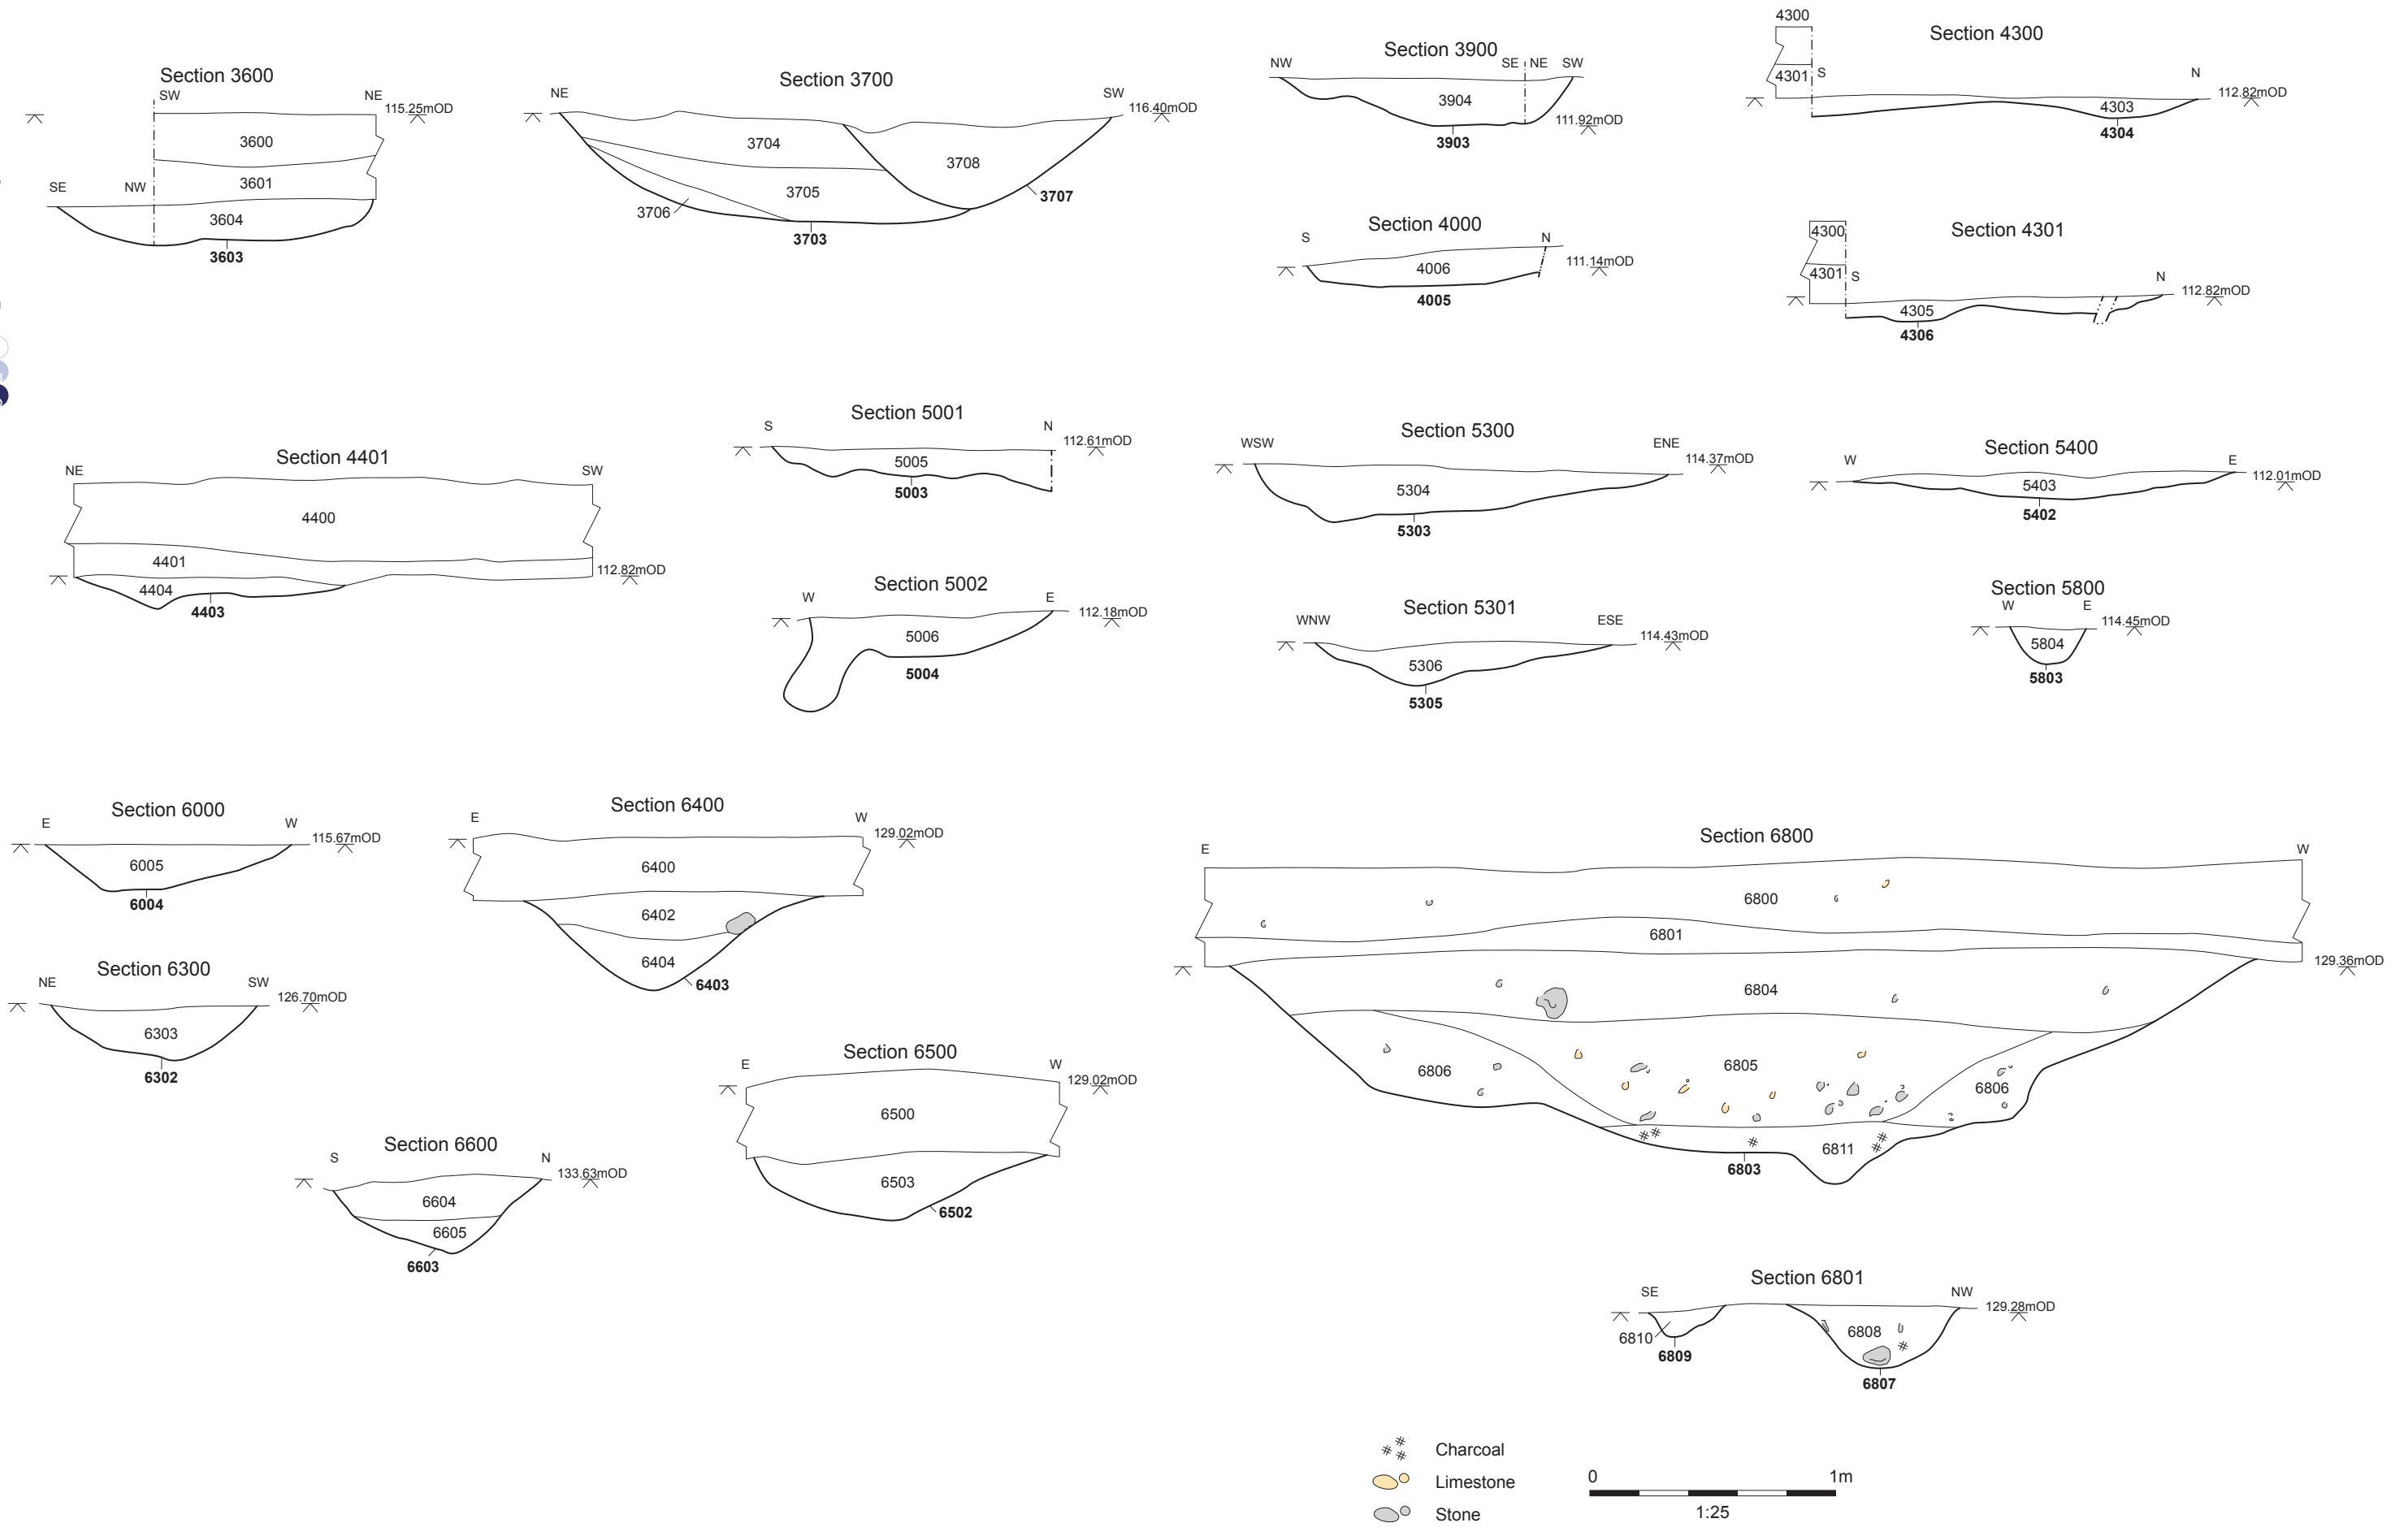 Section 3600
SW NE 115.25mOD
3600
3601
SE NW
3604
3603
Section 3700
NE SW 116.40mOD
3704
3708
3705
3706
3707
3703
Section 3900
NW SE NE SW
3904
111.92mOD
3903
Section 4300
4300
4301 S N
112.82mOD
4303
4304
Section 4000
S N
111.14mOD
4006
4005
Section 4301
4300
4301 S N
112.82mOD
4305
4306
Section 4401
NE SW
4400
4401
112.82mOD
4404
4403
Section 5001
S N
112.61mOD
5005
5003
Section 5300
WSW ENE
114.37mOD
5304
5303
Section 5400
W E
112.01mOD
5403
5402
Section 5002
W E
112.18mOD
5006
5004
Section 5301
WNW ESE
114.43mOD
5306
5305
Section 5800
W E
114.45mOD
5804
5803
Section 6000
E W
115.67mOD
6005
6004
Section 6400
E W
129.02mOD
6400
6402
6404
6403
Section 6300
NE SW
126.70mOD
6303
6302
Section 6500
E W
129.02mOD
6500
6503
6502
Section 6600
S N
133.63mOD
6604
6605
6603
Section 6800
E W
6800
6801
129.36mOD
6804
6805
6806
6806
6811
6803
Section 6801
SE NW
129.28mOD
6810
6808
6809
6807
Charcoal
Limestone
Stone
0 1m
1:25